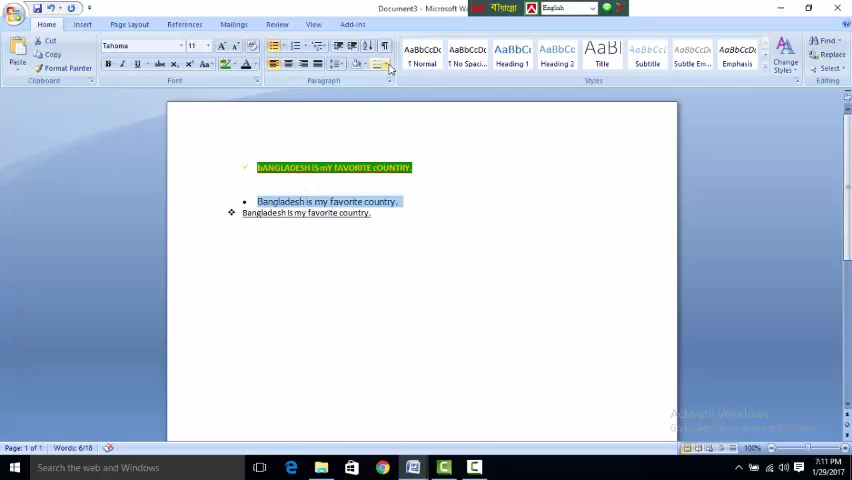 Document3 - Microsoft W
বাংলা English
Home Insert Page Layout References Mailings Review View Add-Ins
Paste
Cut
Copy
Format Painter
Clipboard
Tahoma 11
Font
Paragraph
AaBbCcDc AaBbCcDc AaBbCc AaBbCc AaBl AaBbCcL AaBbCcDc AaBbCcDc
¶ Normal ¶ No Spaci... Heading 1 Heading 2 Title Subtitle Subtle Em... Emphasis
Change Styles
Styles
Find
Replace
Select
bANGLADESH iS mY fAVORITE cOUNTRY.
Bangladesh is my favorite country.
Bangladesh is my favorite country.
Activate Windows
Page: 1 of 1 Words: 6/18 100%
Search the web and Windows
7:11 PM
1/29/2017